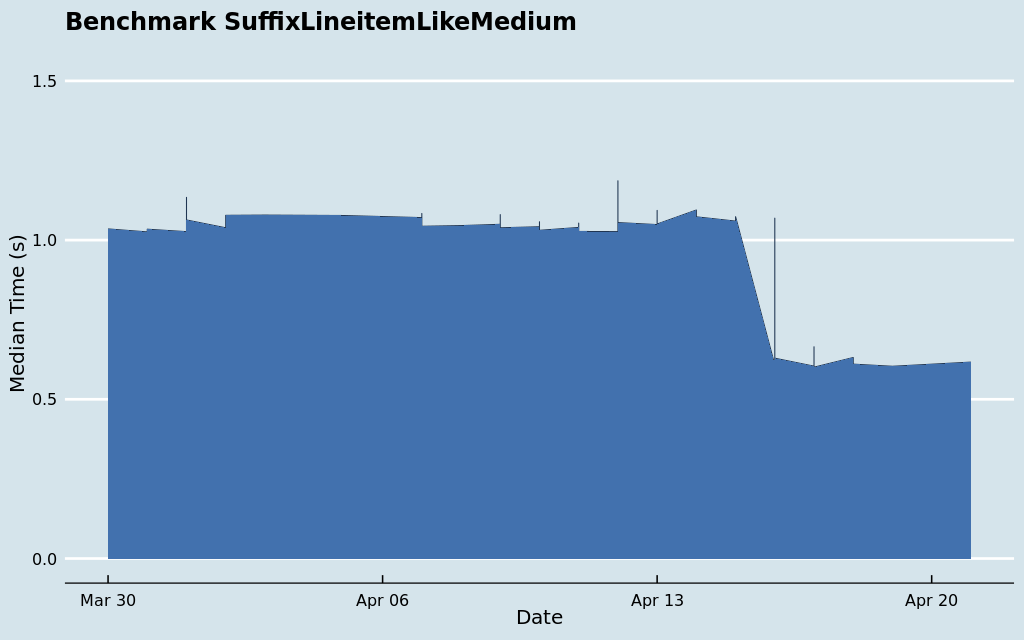 Benchmark SuffixLineitemLikeMedium
1.5
1.0
0.5
0.0
Median Time (s)
Mar 30 Apr 06 Apr 13 Apr 20
Date